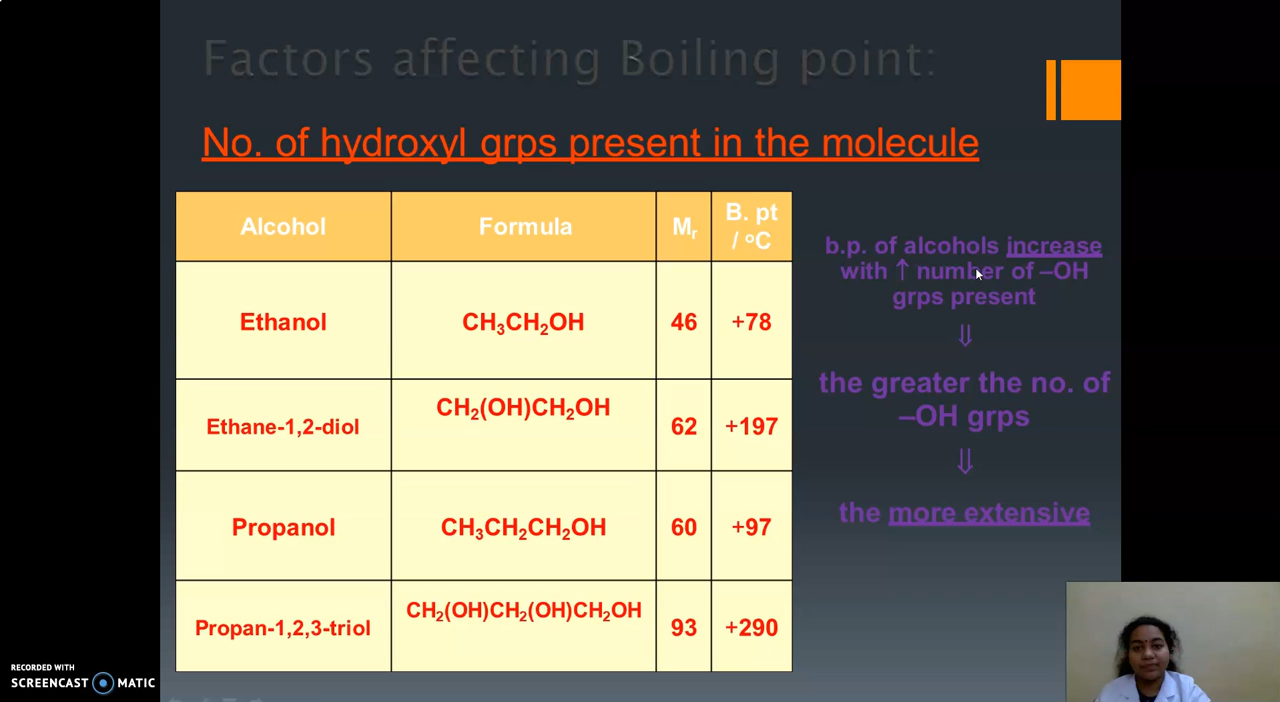 Factors affecting Boiling point:
No. of hydroxyl grps present in the molecule
Alcohol Formula Mr B. pt / oC
Ethanol CH3CH2OH 46 +78
Ethane-1,2-diol CH2(OH)CH2OH 62 +197
Propanol CH3CH2CH2OH 60 +97
Propan-1,2,3-triol CH2(OH)CH2(OH)CH2OH 93 +290
b.p. of alcohols increase
with ↑ number of –OH
grps present
⇓
the greater the no. of
–OH grps
⇓
the more extensive
RECORDED WITH
SCREENCAST MATIC